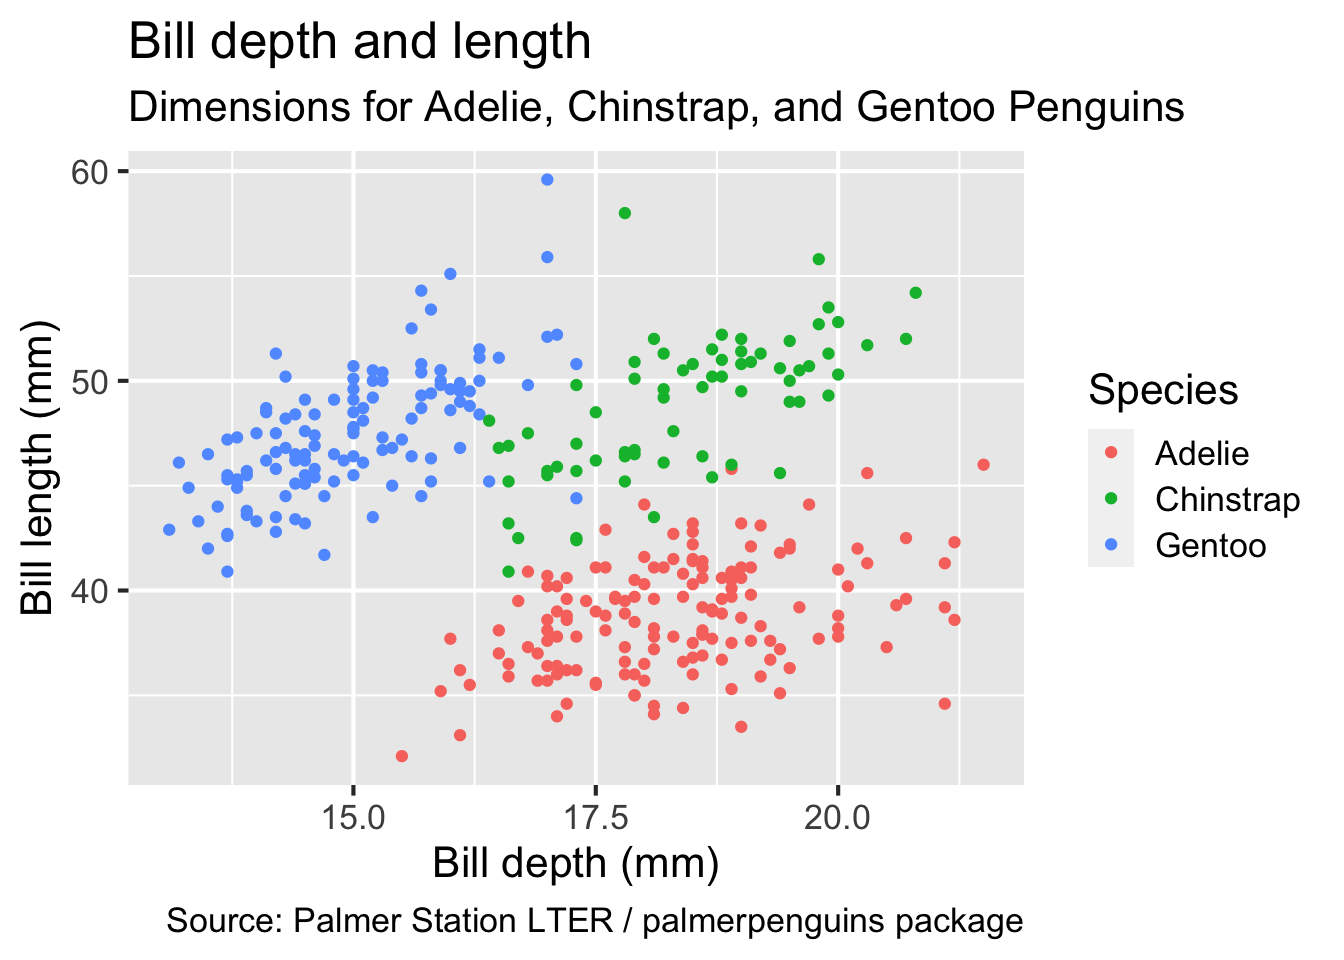 Bill depth and length
Dimensions for Adelie, Chinstrap, and Gentoo Penguins
60
50
40
Bill length (mm)
15.0 17.5 20.0
Bill depth (mm)
Species
Adelie
Chinstrap
Gentoo
Source: Palmer Station LTER / palmerpenguins package